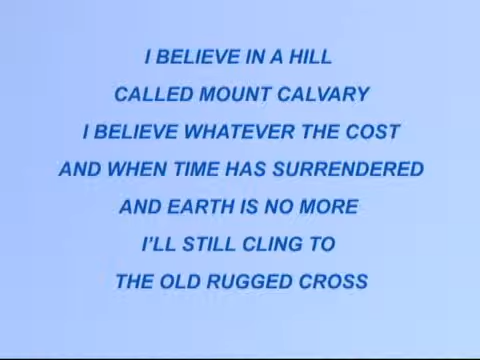 I BELIEVE IN A HILL
CALLED MOUNT CALVARY
I BELIEVE WHATEVER THE COST
AND WHEN TIME HAS SURRENDERED
AND EARTH IS NO MORE
I'LL STILL CLING TO
THE OLD RUGGED CROSS